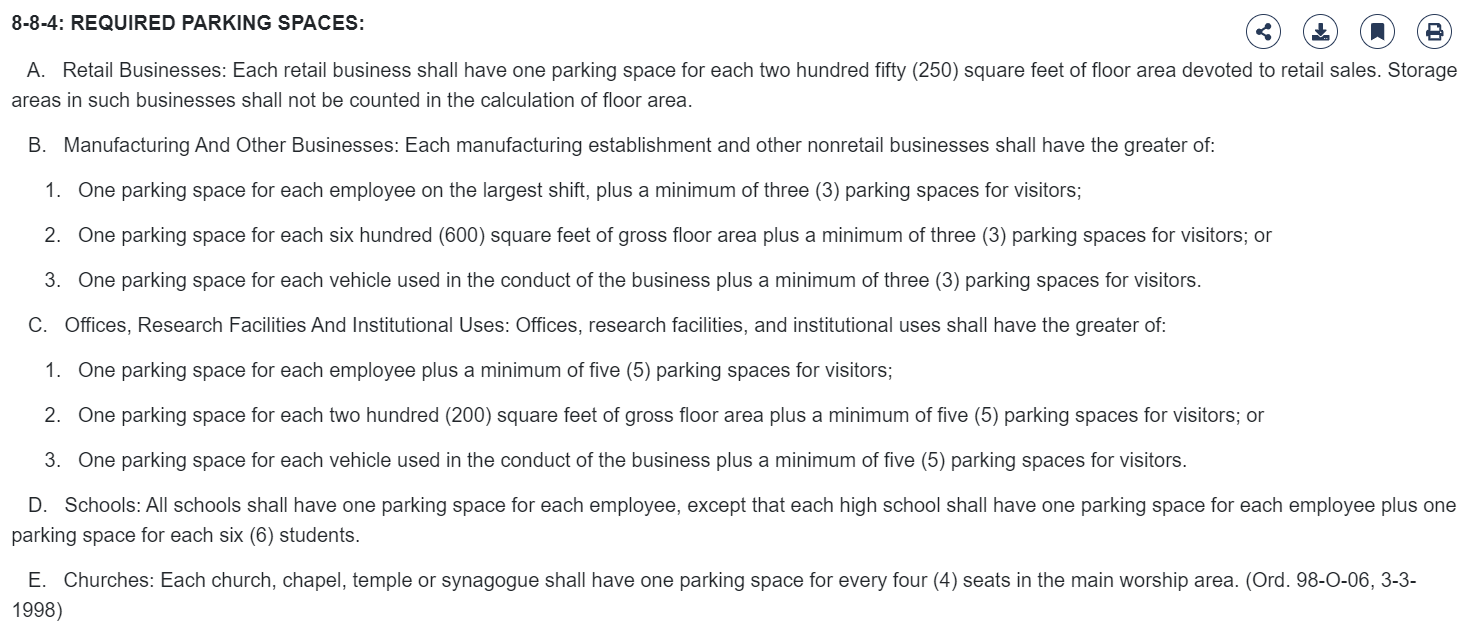 8-8-4: REQUIRED PARKING SPACES:
A. Retail Businesses: Each retail business shall have one parking space for each two hundred fifty (250) square feet of floor area devoted to retail sales. Storage
areas in such businesses shall not be counted in the calculation of floor area.
B. Manufacturing And Other Businesses: Each manufacturing establishment and other nonretail businesses shall have the greater of:
1. One parking space for each employee on the largest shift, plus a minimum of three (3) parking spaces for visitors;
2. One parking space for each six hundred (600) square feet of gross floor area plus a minimum of three (3) parking spaces for visitors; or
3. One parking space for each vehicle used in the conduct of the business plus a minimum of three (3) parking spaces for visitors.
C. Offices, Research Facilities And Institutional Uses: Offices, research facilities, and institutional uses shall have the greater of:
1. One parking space for each employee plus a minimum of five (5) parking spaces for visitors;
2. One parking space for each two hundred (200) square feet of gross floor area plus a minimum of five (5) parking spaces for visitors; or
3. One parking space for each vehicle used in the conduct of the business plus a minimum of five (5) parking spaces for visitors.
D. Schools: All schools shall have one parking space for each employee, except that each high school shall have one parking space for each employee plus one
parking space for each six (6) students.
E. Churches: Each church, chapel, temple or synagogue shall have one parking space for every four (4) seats in the main worship area. (Ord. 98-O-06, 3-3-
1998)